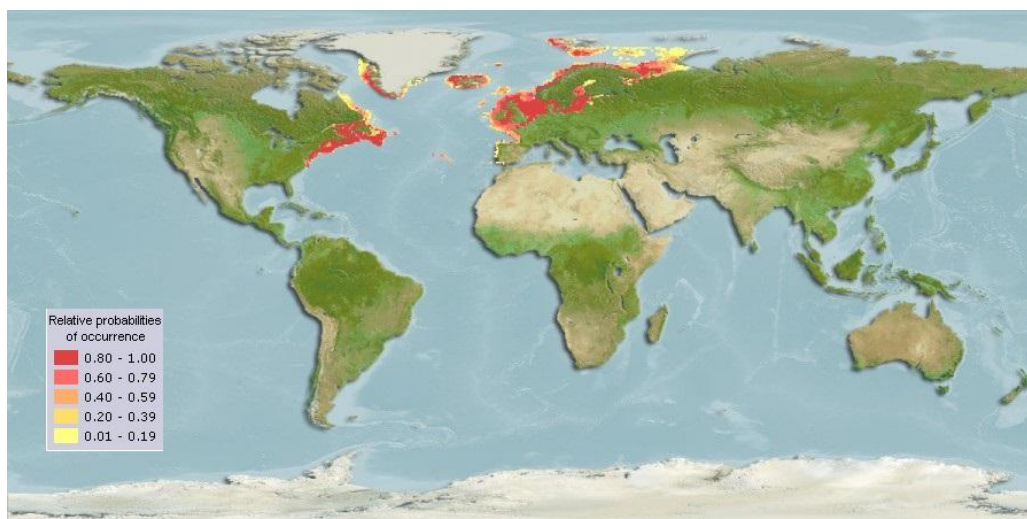 Relative probabilities
of occurrence
0.80 - 1.00
0.60 - 0.79
0.40 - 0.59
0.20 - 0.39
0.01 - 0.19